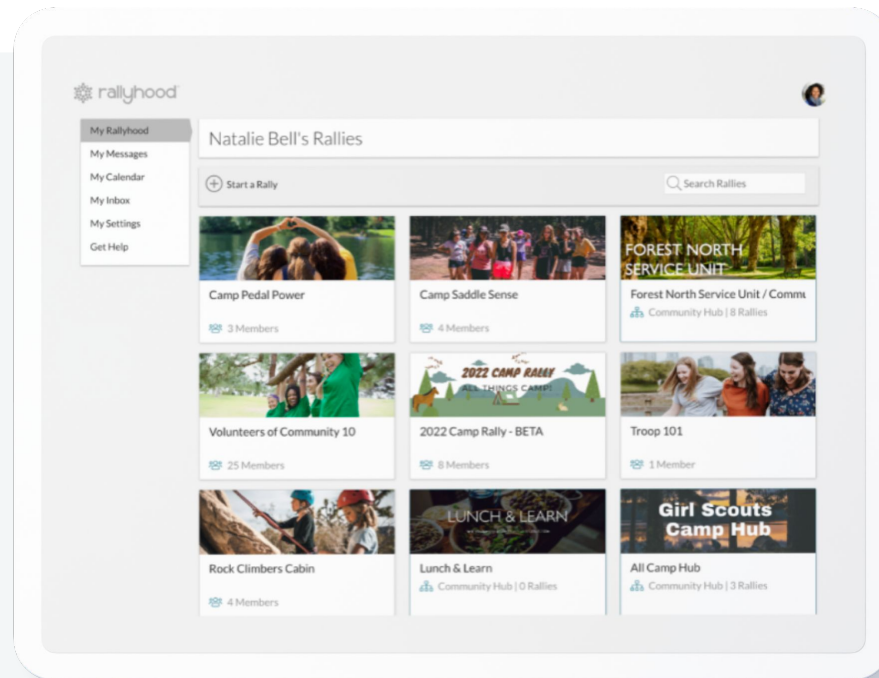 rallyhood
My Rallyhood
My Messages
My Calendar
My Inbox
My Settings
Get Help
Natalie Bell's Rallies
Start a Rally
Search Rallies
Camp Pedal Power
3 Members
Camp Saddle Sense
4 Members
FOREST NORTH
SERVICE UNIT
Forest North Service Unit / Commu
Community Hub | 8 Rallies
Volunteers of Community 10
25 Members
2022 CAMP RALLY
ALL THINGS CAMP!
2022 Camp Rally - BETA
8 Members
Troop 101
1 Member
Rock Climbers Cabin
4 Members
LUNCH & LEARN
Lunch & Learn
Community Hub | 0 Rallies
Girl Scouts
Camp Hub
All Camp Hub
Community Hub | 3 Rallies